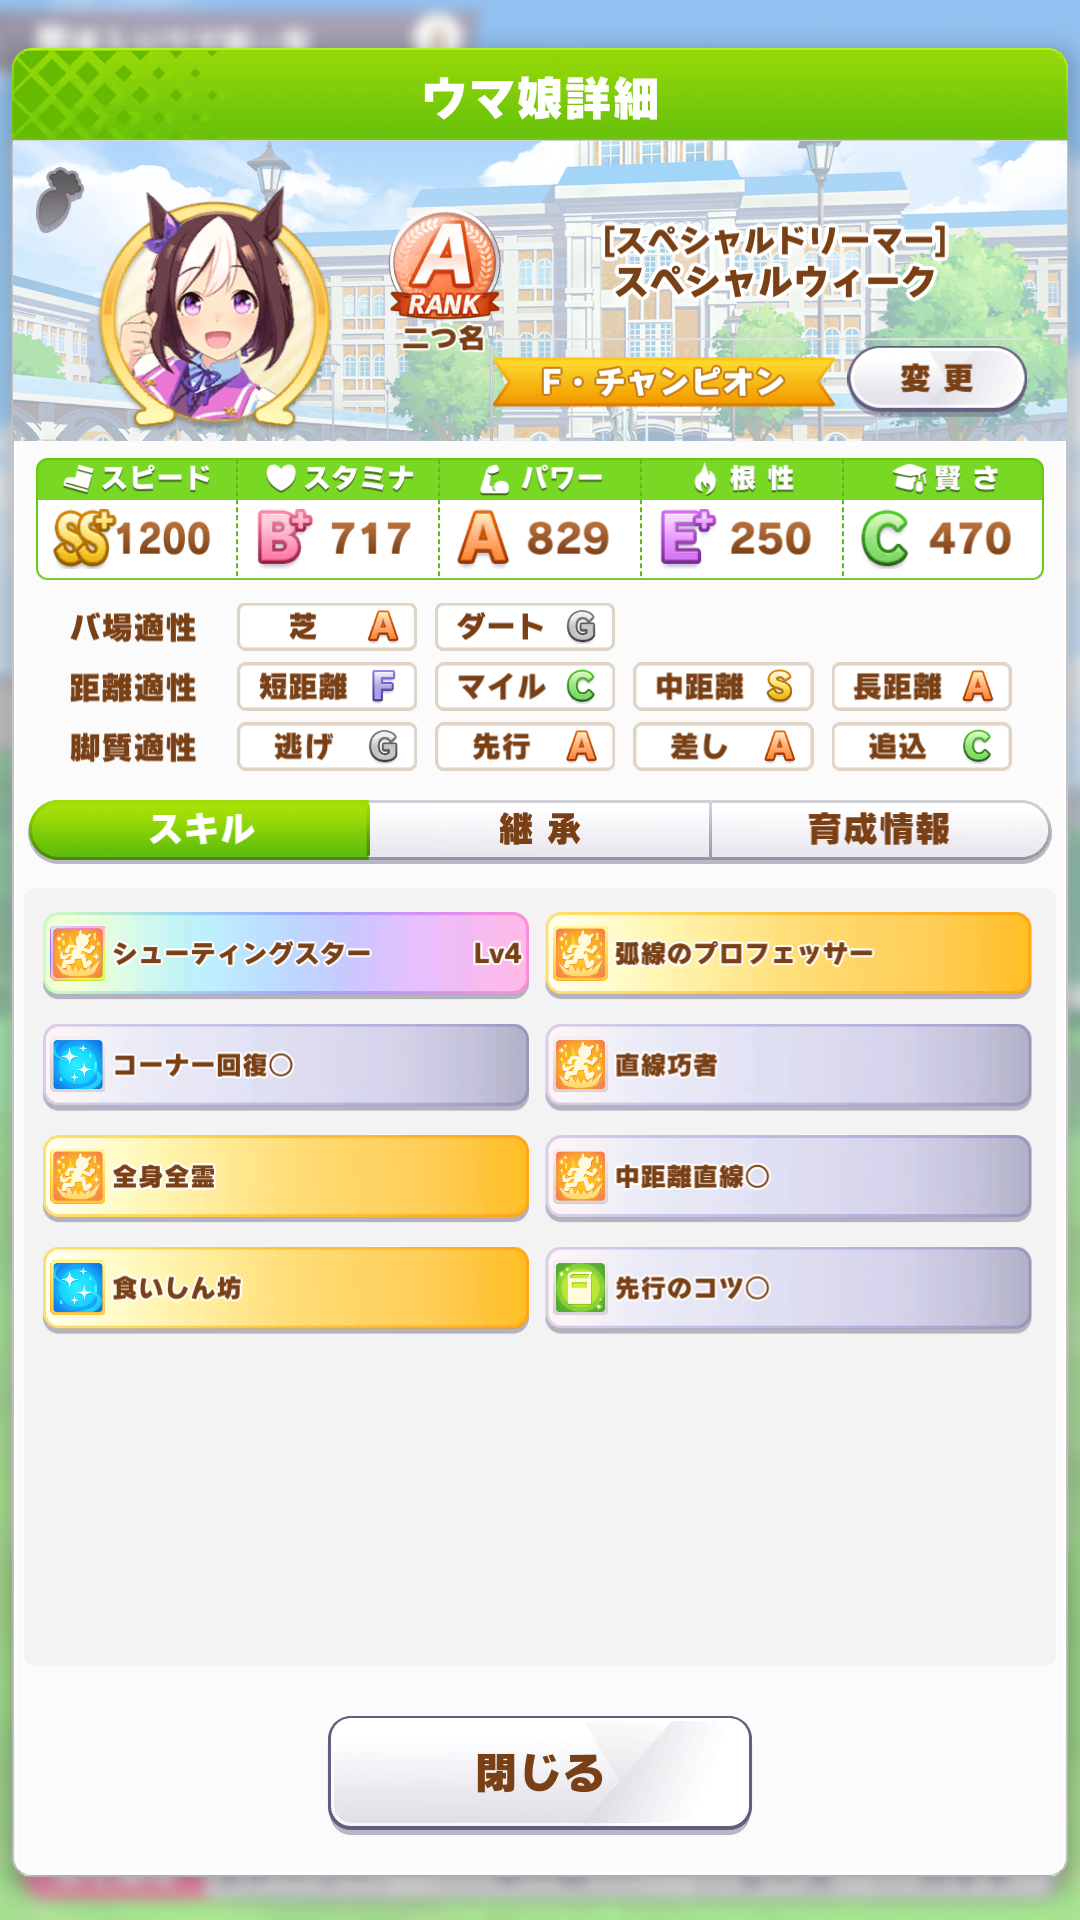 ウマ娘詳細
A
RANK
[スペシャルドリーマー]
スペシャルウィーク
二つ名
F・チャンピオン
変更
スピード スタミナ パワー 根性 賢さ
SS+ 1200 B+ 717 A 829 E+ 250 C 470
バ場適性 芝 A ダート G
距離適性 短距離 F マイル C 中距離 S 長距離 A
脚質適性 逃げ G 先行 A 差し A 追込 C
スキル 継承 育成情報
シューティングスター Lv4 弧線のプロフェッサー
コーナー回復○ 直線巧者
全身全霊 中距離直線○
食いしん坊 先行のコツ○
閉じる